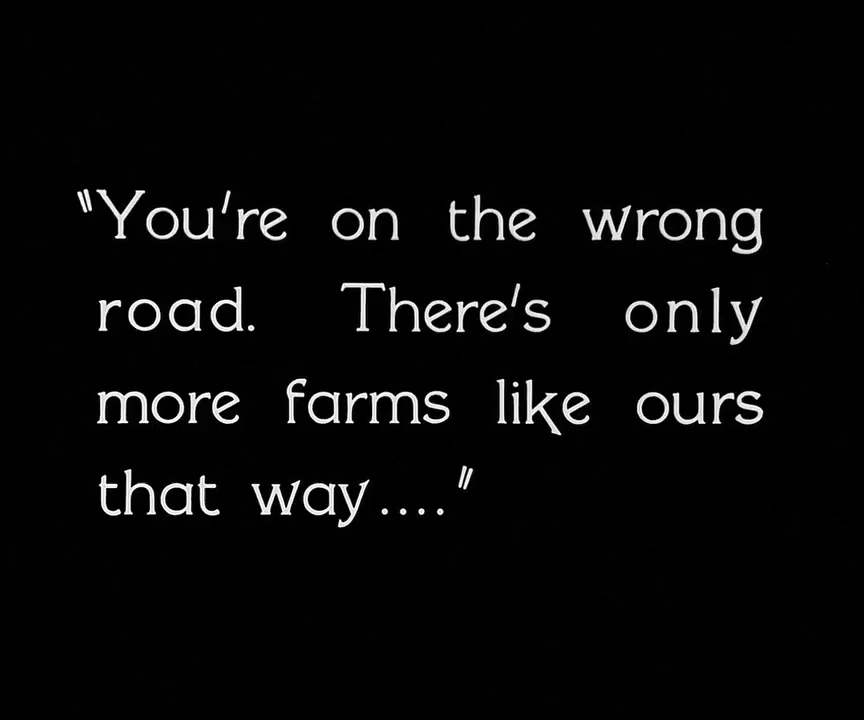 "You're on the wrong
road. There's only
more farms like ours
that way...."